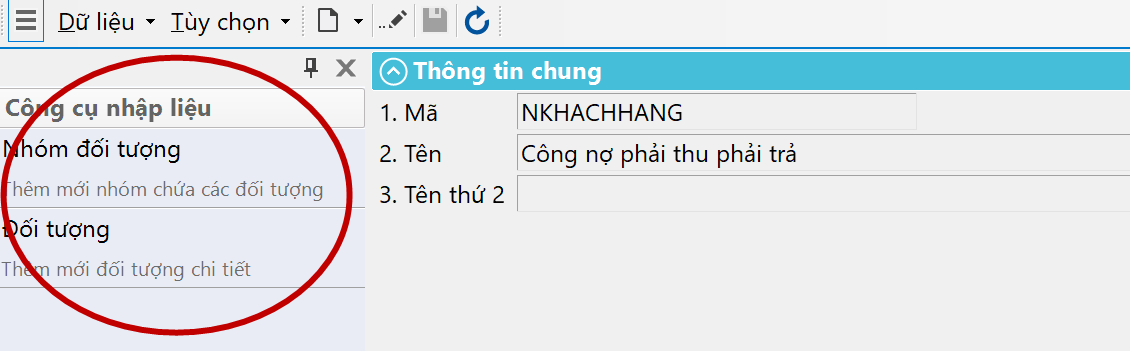 Dữ liệu Tùy chọn
Công cụ nhập liệu
Nhóm đối tượng
Thêm mới nhóm chứa các đối tượng
Đối tượng
Thêm mới đối tượng chi tiết
Thông tin chung
1. Mã NKHACHHANG
2. Tên Công nợ phải thu phải trả
3. Tên thứ 2